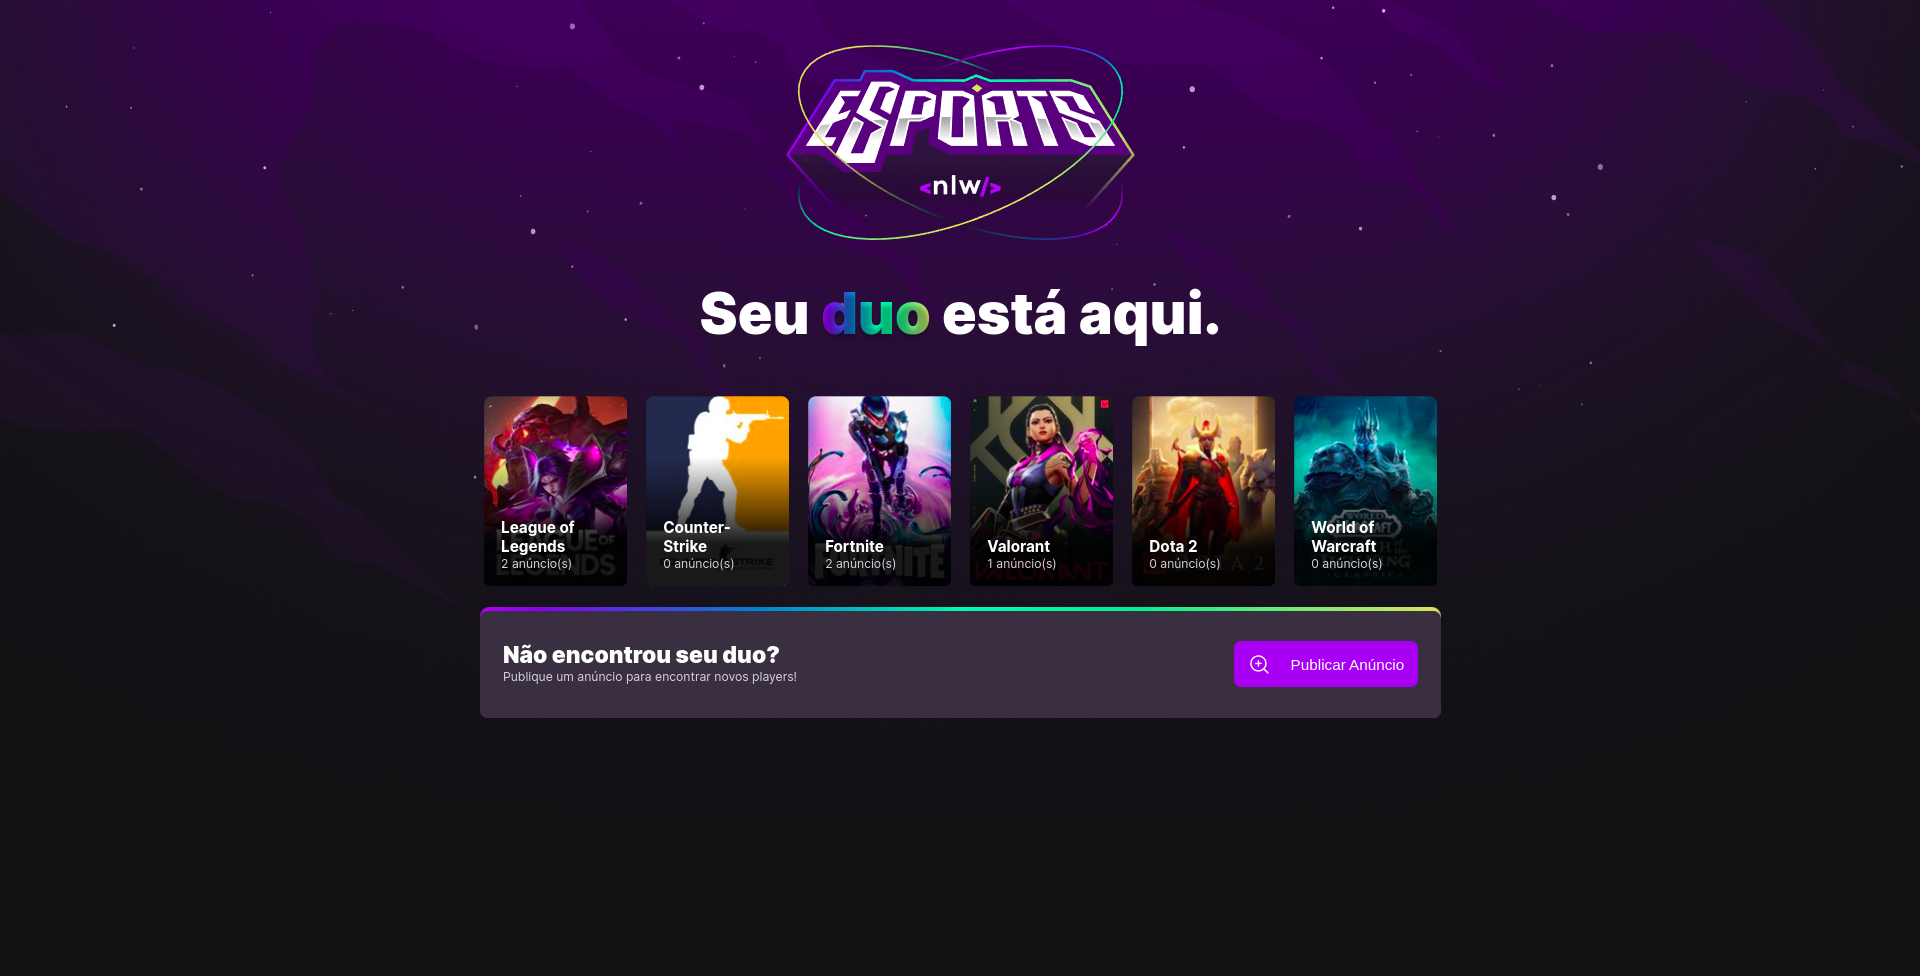 ESPORTS
<nlw/>
Seu duo está aqui.
League of
Legends
2 anúncio(s)
Counter-
Strike
0 anúncio(s)
Fortnite
2 anúncio(s)
Valorant
1 anúncio(s)
Dota 2
0 anúncio(s)
World of
Warcraft
0 anúncio(s)
Não encontrou seu duo?
Publique um anúncio para encontrar novos players!
Publicar Anúncio